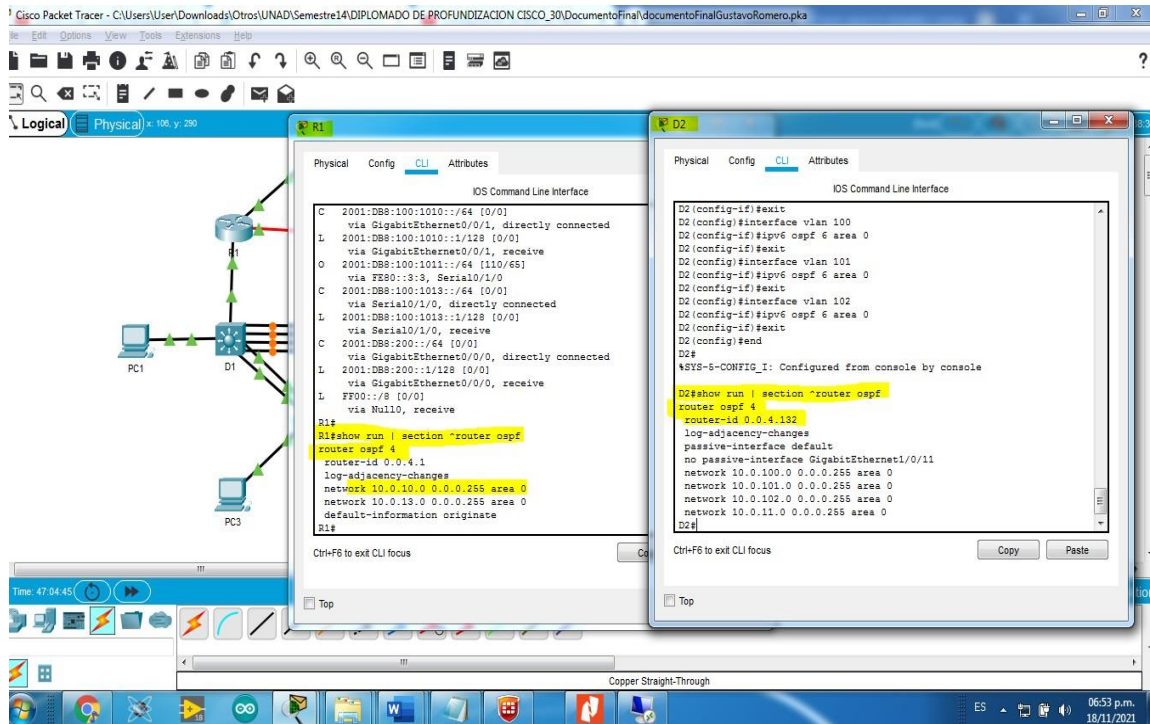 Cisco Packet Tracer - C:\Users\User\Downloads\Otros\UNAD\Semestre14\DIPLOMADO DE PROFUNDIZACION CISCO_30\DocumentoFinal\documentoFinalGustavoRomero.pka
Edit Options View Tools Extensions Help
Logical Physical x: 108, y: 290
R1
PC1
D1
PC3
R1
Physical Config CLI Attributes
IOS Command Line Interface
C 2001:DB8:100:1010::/64 [0/0]
via GigabitEthernet0/0/1, directly connected
L 2001:DB8:100:1010::1/128 [0/0]
via GigabitEthernet0/0/1, receive
O 2001:DB8:100:1011::/64 [110/65]
via FE80::3:3, Serial0/1/0
C 2001:DB8:100:1013::/64 [0/0]
via Serial0/1/0, directly connected
L 2001:DB8:100:1013::1/128 [0/0]
via Serial0/1/0, receive
C 2001:DB8:200::/64 [0/0]
via GigabitEthernet0/0/0, directly connected
L 2001:DB8:200::1/128 [0/0]
via GigabitEthernet0/0/0, receive
L FF00::/8 [0/0]
via Null0, receive
R1#
R1#show run | section ^router ospf
router ospf 4
router-id 0.0.4.1
log-adjacency-changes
network 10.0.10.0 0.0.0.255 area 0
network 10.0.13.0 0.0.0.255 area 0
default-information originate
R1#
Ctrl+F6 to exit CLI focus
Top
D2
Physical Config CLI Attributes
IOS Command Line Interface
D2(config-if)#exit
D2(config)#interface vlan 100
D2(config-if)#ipv6 ospf 6 area 0
D2(config-if)#exit
D2(config)#interface vlan 101
D2(config-if)#ipv6 ospf 6 area 0
D2(config-if)#exit
D2(config)#interface vlan 102
D2(config-if)#ipv6 ospf 6 area 0
D2(config-if)#exit
D2(config)#end
D2#
%SYS-5-CONFIG_I: Configured from console by console
D2#show run | section ^router ospf
router ospf 4
router-id 0.0.4.132
log-adjacency-changes
passive-interface default
no passive-interface GigabitEthernet1/0/11
network 10.0.100.0 0.0.0.255 area 0
network 10.0.101.0 0.0.0.255 area 0
network 10.0.102.0 0.0.0.255 area 0
network 10.0.11.0 0.0.0.255 area 0
D2#
Ctrl+F6 to exit CLI focus
Copy Paste
Top
Time: 47:04:45
Copper Straight-Through
ES
06:53 p.m.
18/11/2021